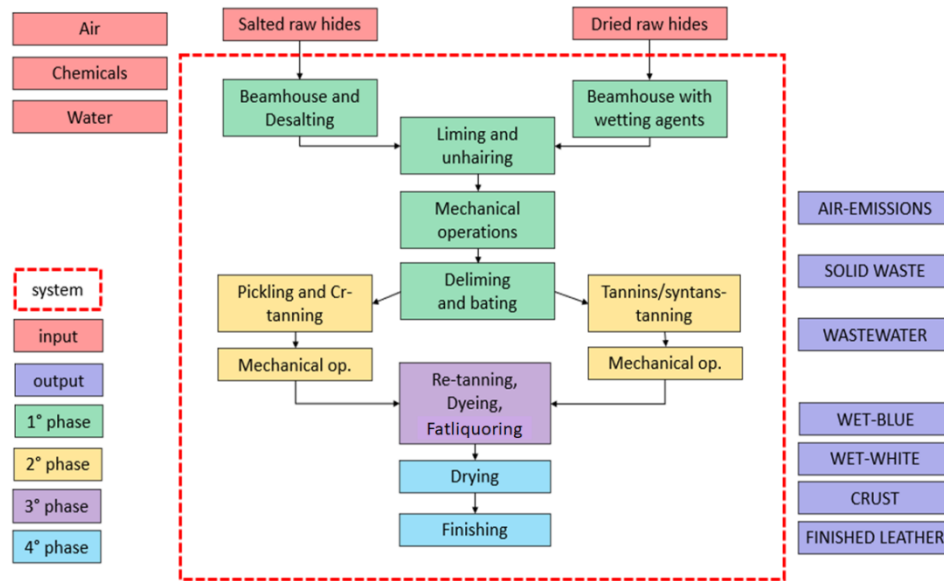 Air
Chemicals
Water
Salted raw hides
Dried raw hides
Beamhouse and
Desalting
Beamhouse with
wetting agents
Liming and
unhairing
Mechanical
operations
Deliming
and bating
Pickling and Cr-
tanning
Tannins/syntans-
tanning
Mechanical op.
Mechanical op.
Re-tanning,
Dyeing,
Fatliquoring
Drying
Finishing
system
input
output
1° phase
2° phase
3° phase
4° phase
AIR-EMISSIONS
SOLID WASTE
WASTEWATER
WET-BLUE
WET-WHITE
CRUST
FINISHED LEATHER